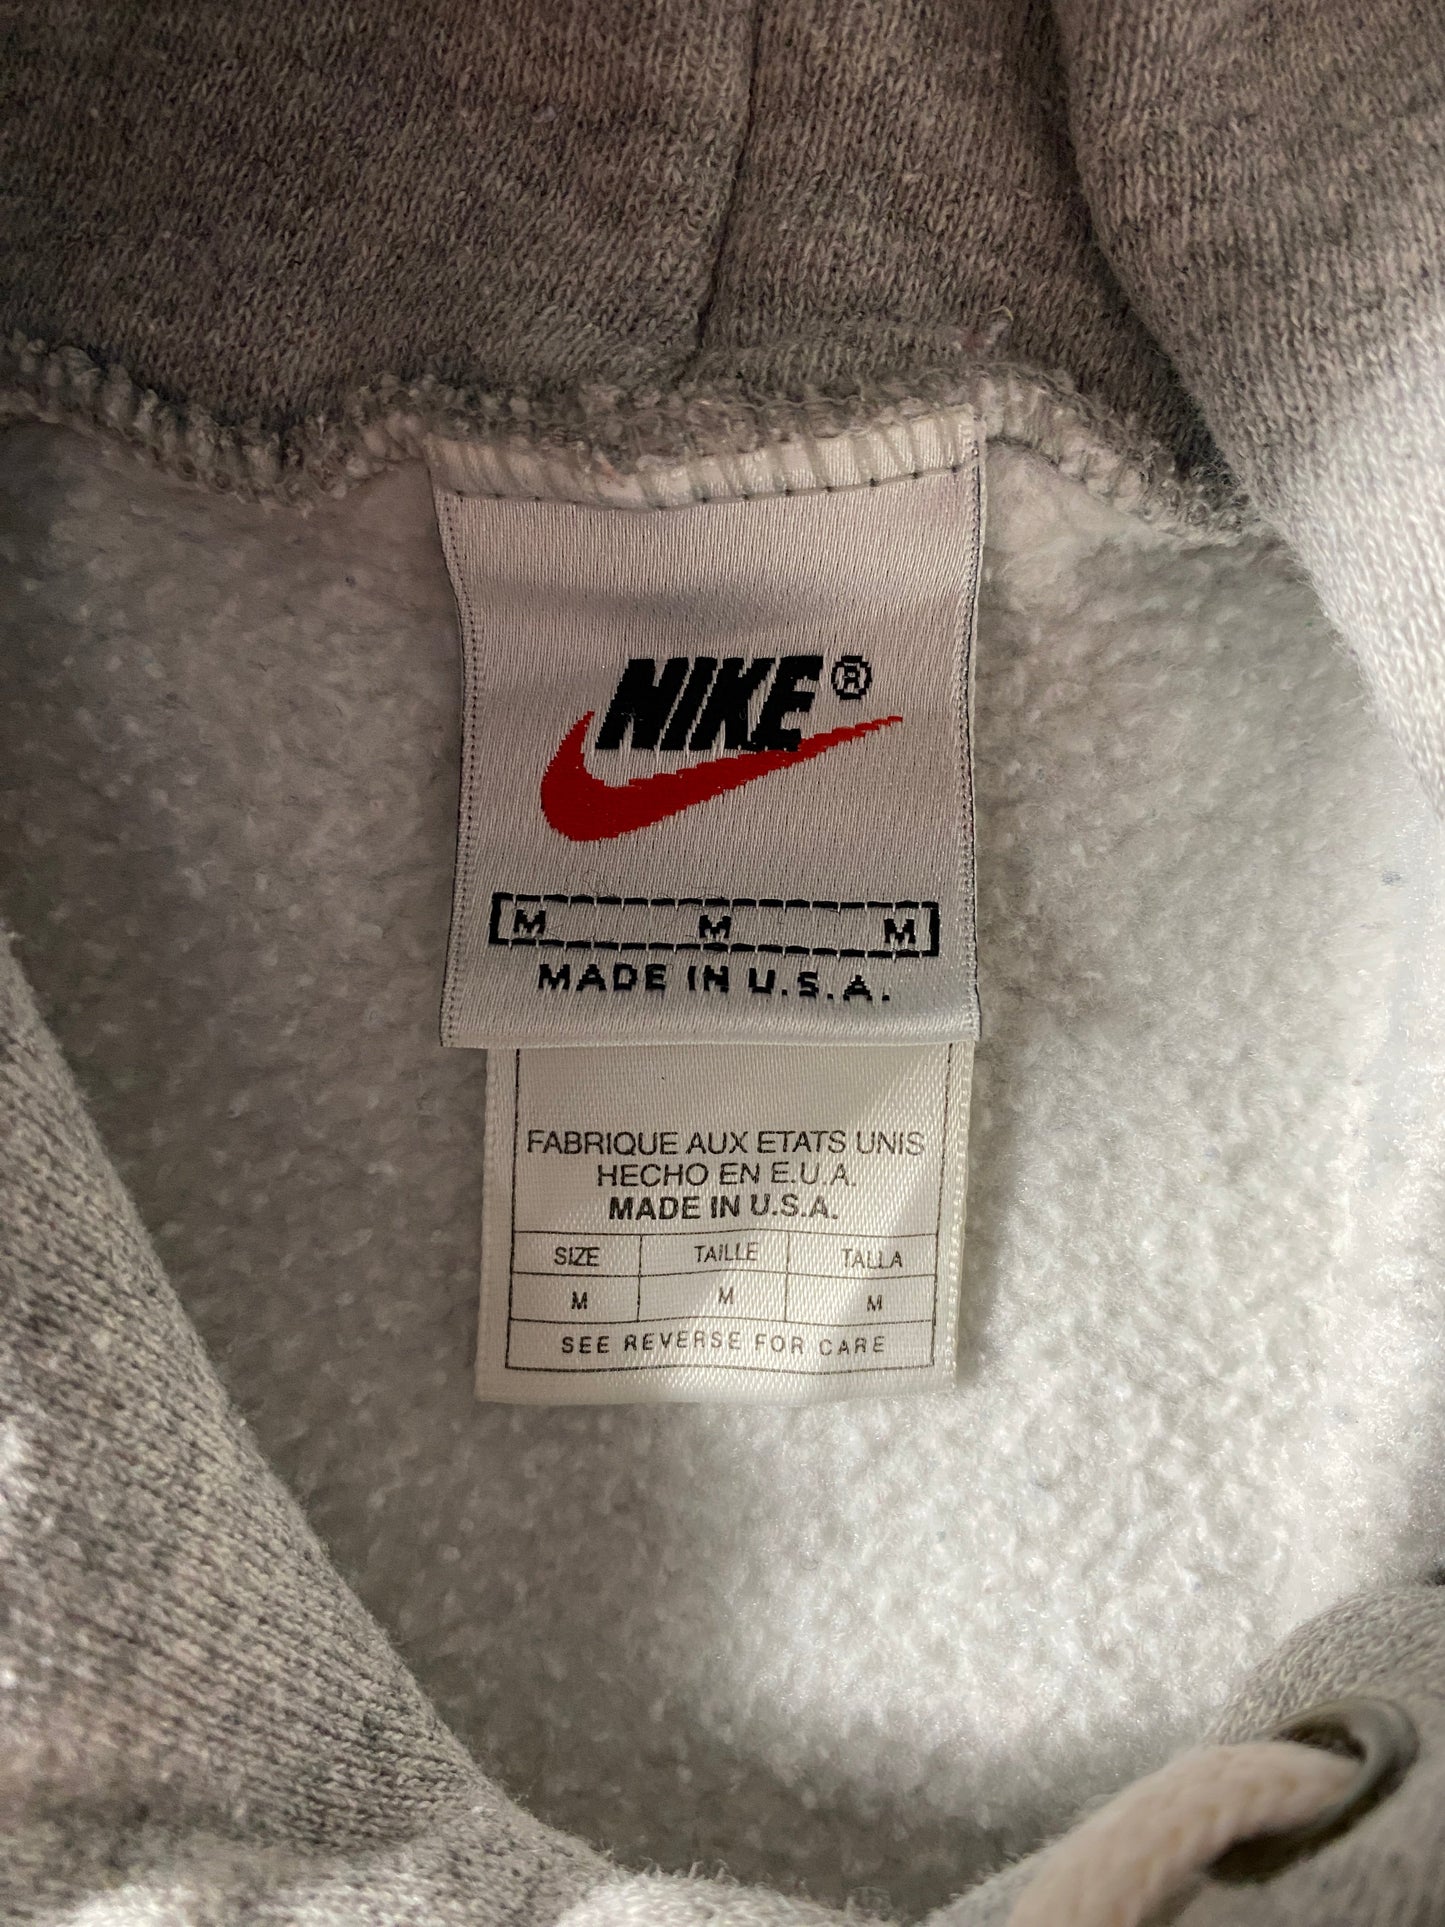 NIKE®
M M M
MADE IN U.S.A.
FABRIQUE AUX ETATS UNIS
HECHO EN E.U.A.
MADE IN U.S.A.
SIZE TAILLE TALLA
M M M
SEE REVERSE FOR CARE